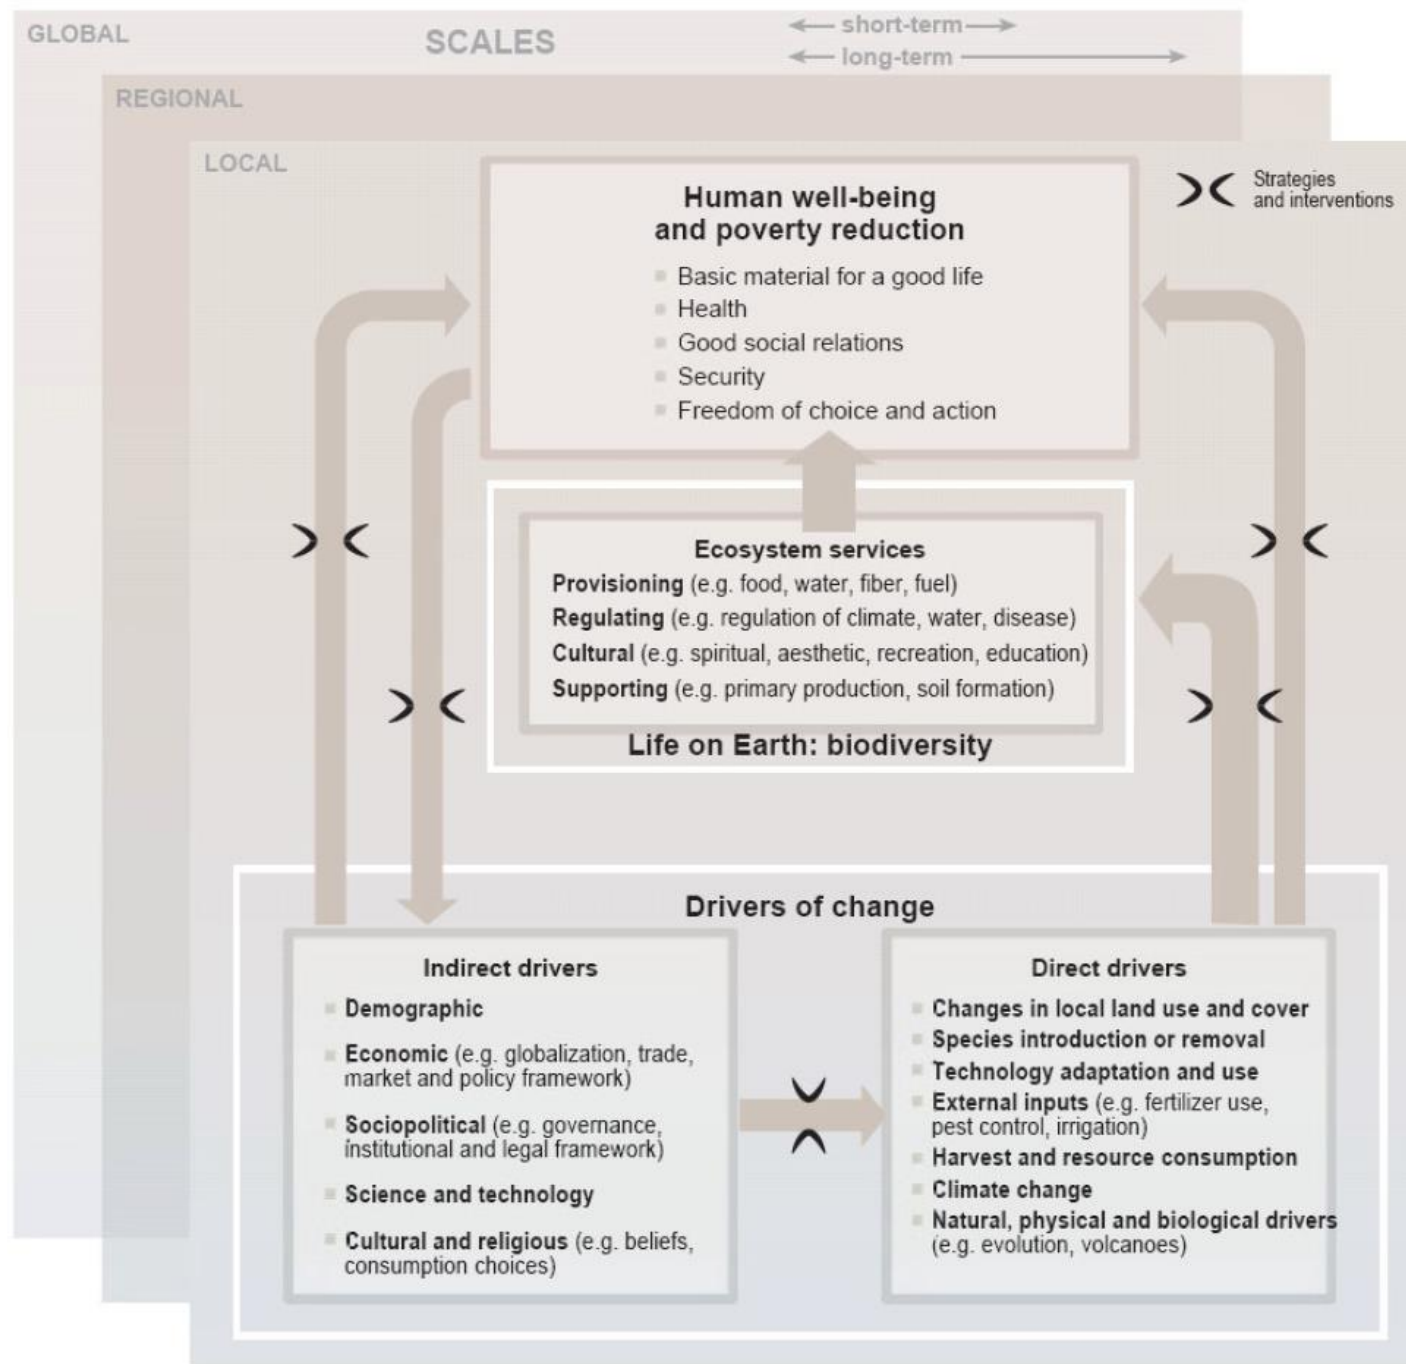 GLOBAL
SCALES
short-term
long-term
REGIONAL
LOCAL
Strategies
and interventions
Human well-being
and poverty reduction
Basic material for a good life
Health
Good social relations
Security
Freedom of choice and action
Ecosystem services
Provisioning (e.g. food, water, fiber, fuel)
Regulating (e.g. regulation of climate, water, disease)
Cultural (e.g. spiritual, aesthetic, recreation, education)
Supporting (e.g. primary production, soil formation)
Life on Earth: biodiversity
Drivers of change
Indirect drivers
Demographic
Economic (e.g. globalization, trade,
market and policy framework)
Sociopolitical (e.g. governance,
institutional and legal framework)
Science and technology
Cultural and religious (e.g. beliefs,
consumption choices)
Direct drivers
Changes in local land use and cover
Species introduction or removal
Technology adaptation and use
External inputs (e.g. fertilizer use,
pest control, irrigation)
Harvest and resource consumption
Climate change
Natural, physical and biological drivers
(e.g. evolution, volcanoes)